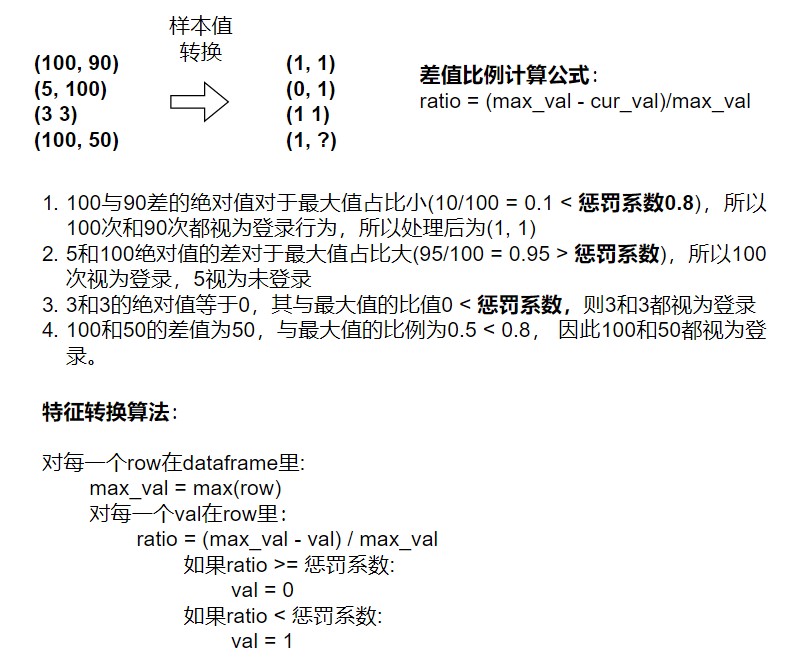 样本值
转换
(100, 90)
(5, 100)
(3 3)
(100, 50)
(1, 1)
(0, 1)
(1 1)
(1, ?)
差值比例计算公式：
ratio = (max_val - cur_val)/max_val
1. 100与90差的绝对值对于最大值占比小(10/100 = 0.1 < 惩罚系数0.8)，所以
100次和90次都视为登录行为，所以处理后为(1, 1)
2. 5和100绝对值的差对于最大值占比大(95/100 = 0.95 > 惩罚系数)，所以100
次视为登录，5视为未登录
3. 3和3的绝对值等于0，其与最大值的比值0 < 惩罚系数，则3和3都视为登录
4. 100和50的差值为50，与最大值的比例为0.5 < 0.8， 因此100和50都视为登
录。
特征转换算法：
对每一个row在dataframe里:
max_val = max(row)
对每一个val在row里：
ratio = (max_val - val) / max_val
如果ratio >= 惩罚系数:
val = 0
如果ratio < 惩罚系数:
val = 1